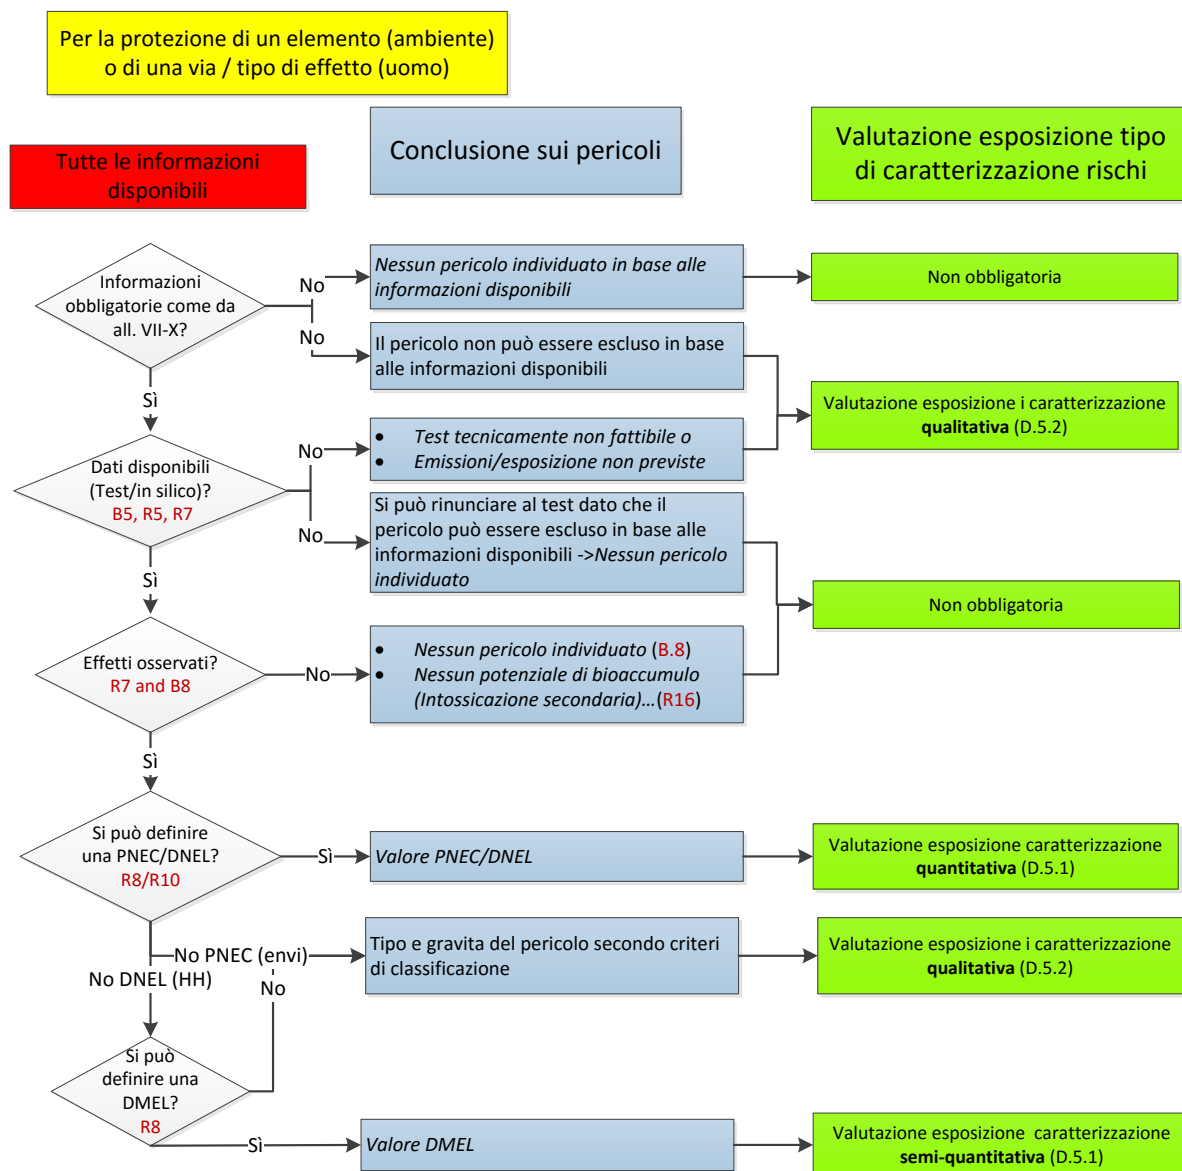 Per la protezione di un elemento (ambiente)
o di una via / tipo di effetto (uomo)
Tutte le informazioni
disponibili
Conclusione sui pericoli
Valutazione esposizione tipo
di caratterizzazione rischi
Informazioni
obbligatorie come da
all. VII-X?
No
No
Nessun pericolo individuato in base alle
informazioni disponibili
Non obbligatoria
Il pericolo non può essere escluso in base
alle informazioni disponibili
Sì
Valutazione esposizione i caratterizzazione
qualitativa (D.5.2)
Dati disponibili
(Test/in silico)?
B5, R5, R7
No
No
• Test tecnicamente non fattibile o
• Emissioni/esposizione non previste
Si può rinunciare al test dato che il
pericolo può essere escluso in base alle
informazioni disponibili ->Nessun pericolo
individuato
Sì
Non obbligatoria
Effetti osservati?
R7 and B8
No
• Nessun pericolo individuato (B.8)
• Nessun potenziale di bioaccumulo
(Intossicazione secondaria)…(R16)
Sì
Si può definire
una PNEC/DNEL?
R8/R10
Sì
Valore PNEC/DNEL
Valutazione esposizione caratterizzazione
quantitativa (D.5.1)
No PNEC (envi)
No DNEL (HH)
No
Tipo e gravita del pericolo secondo criteri
di classificazione
Valutazione esposizione i caratterizzazione
qualitativa (D.5.2)
Si può
definire una
DMEL?
R8
Sì
Valore DMEL
Valutazione esposizione caratterizzazione
semi-quantitativa (D.5.1)